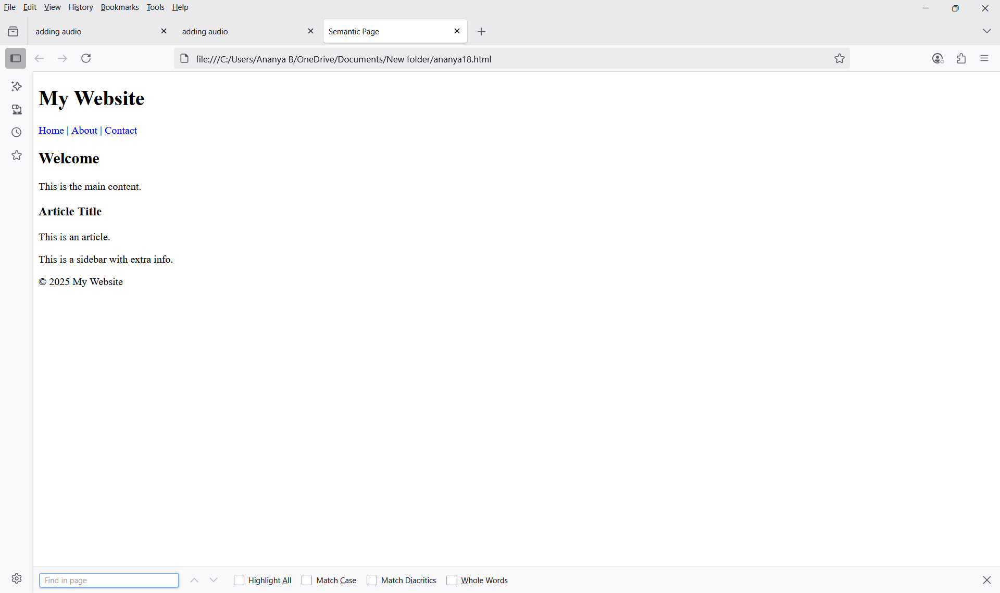 File Edit View History Bookmarks Tools Help
adding audio
adding audio
Semantic Page
file:///C:/Users/Ananya B/OneDrive/Documents/New folder/ananya18.html
My Website
Home | About | Contact
Welcome
This is the main content.
Article Title
This is an article.
This is a sidebar with extra info.
© 2025 My Website
Find in page
Highlight All
Match Case
Match Diacritics
Whole Words